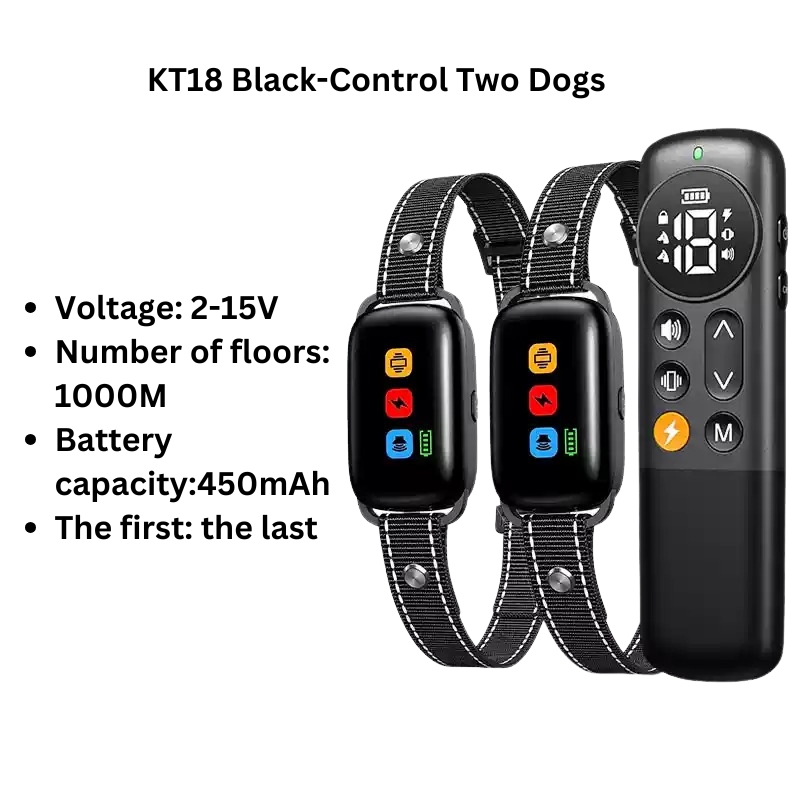 KT18 Black-Control Two Dogs
• Voltage: 2-15V
• Number of floors:
1000M
• Battery
capacity:450mAh
• The first: the last
18
M